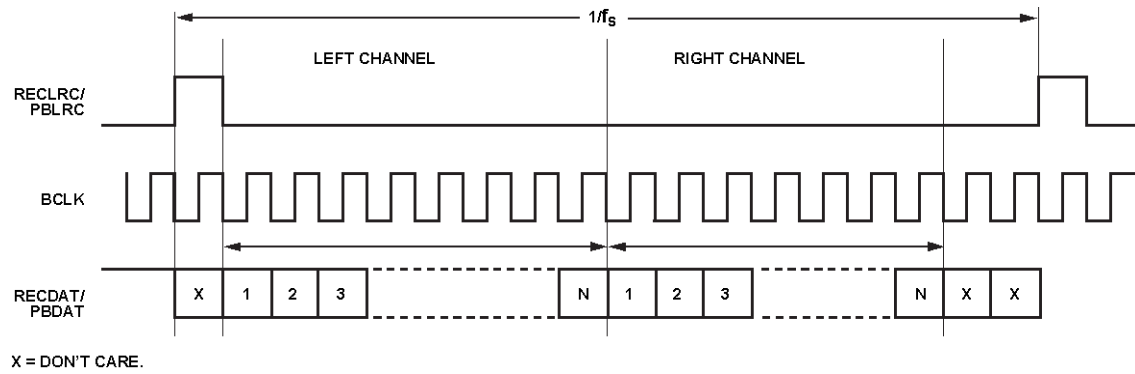 1/fs
LEFT CHANNEL
RIGHT CHANNEL
RECLRC/
PBLRC
BCLK
RECDAT/
PBDAT
X 1 2 3 N 1 2 3 N X X
X = DON'T CARE.